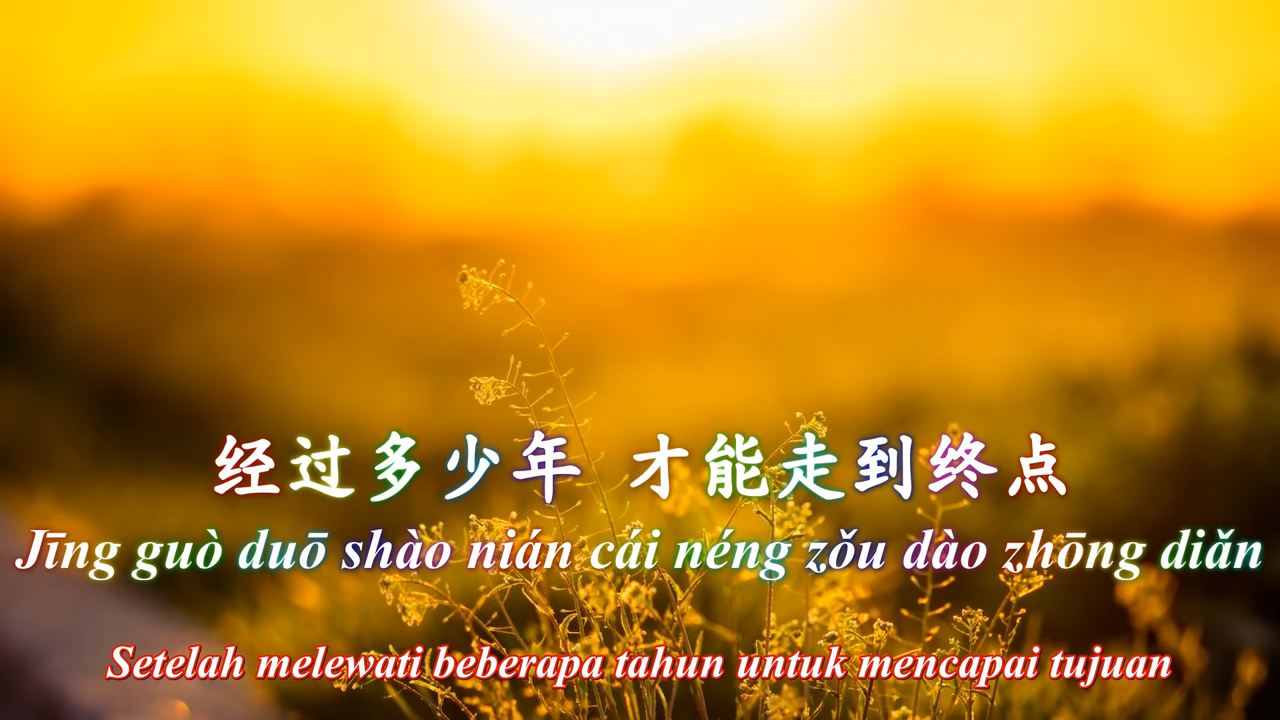 经过多少年 才能走到终点
Jīng guò duō shào nián cái néng zǒu dào zhōng diǎn
Setelah melewati beberapa tahun untuk mencapai tujuan